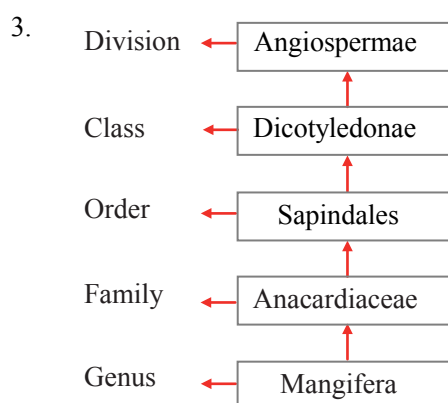 3.
Division Angiospermae
Class Dicotyledonae
Order Sapindales
Family Anacardiaceae
Genus Mangifera